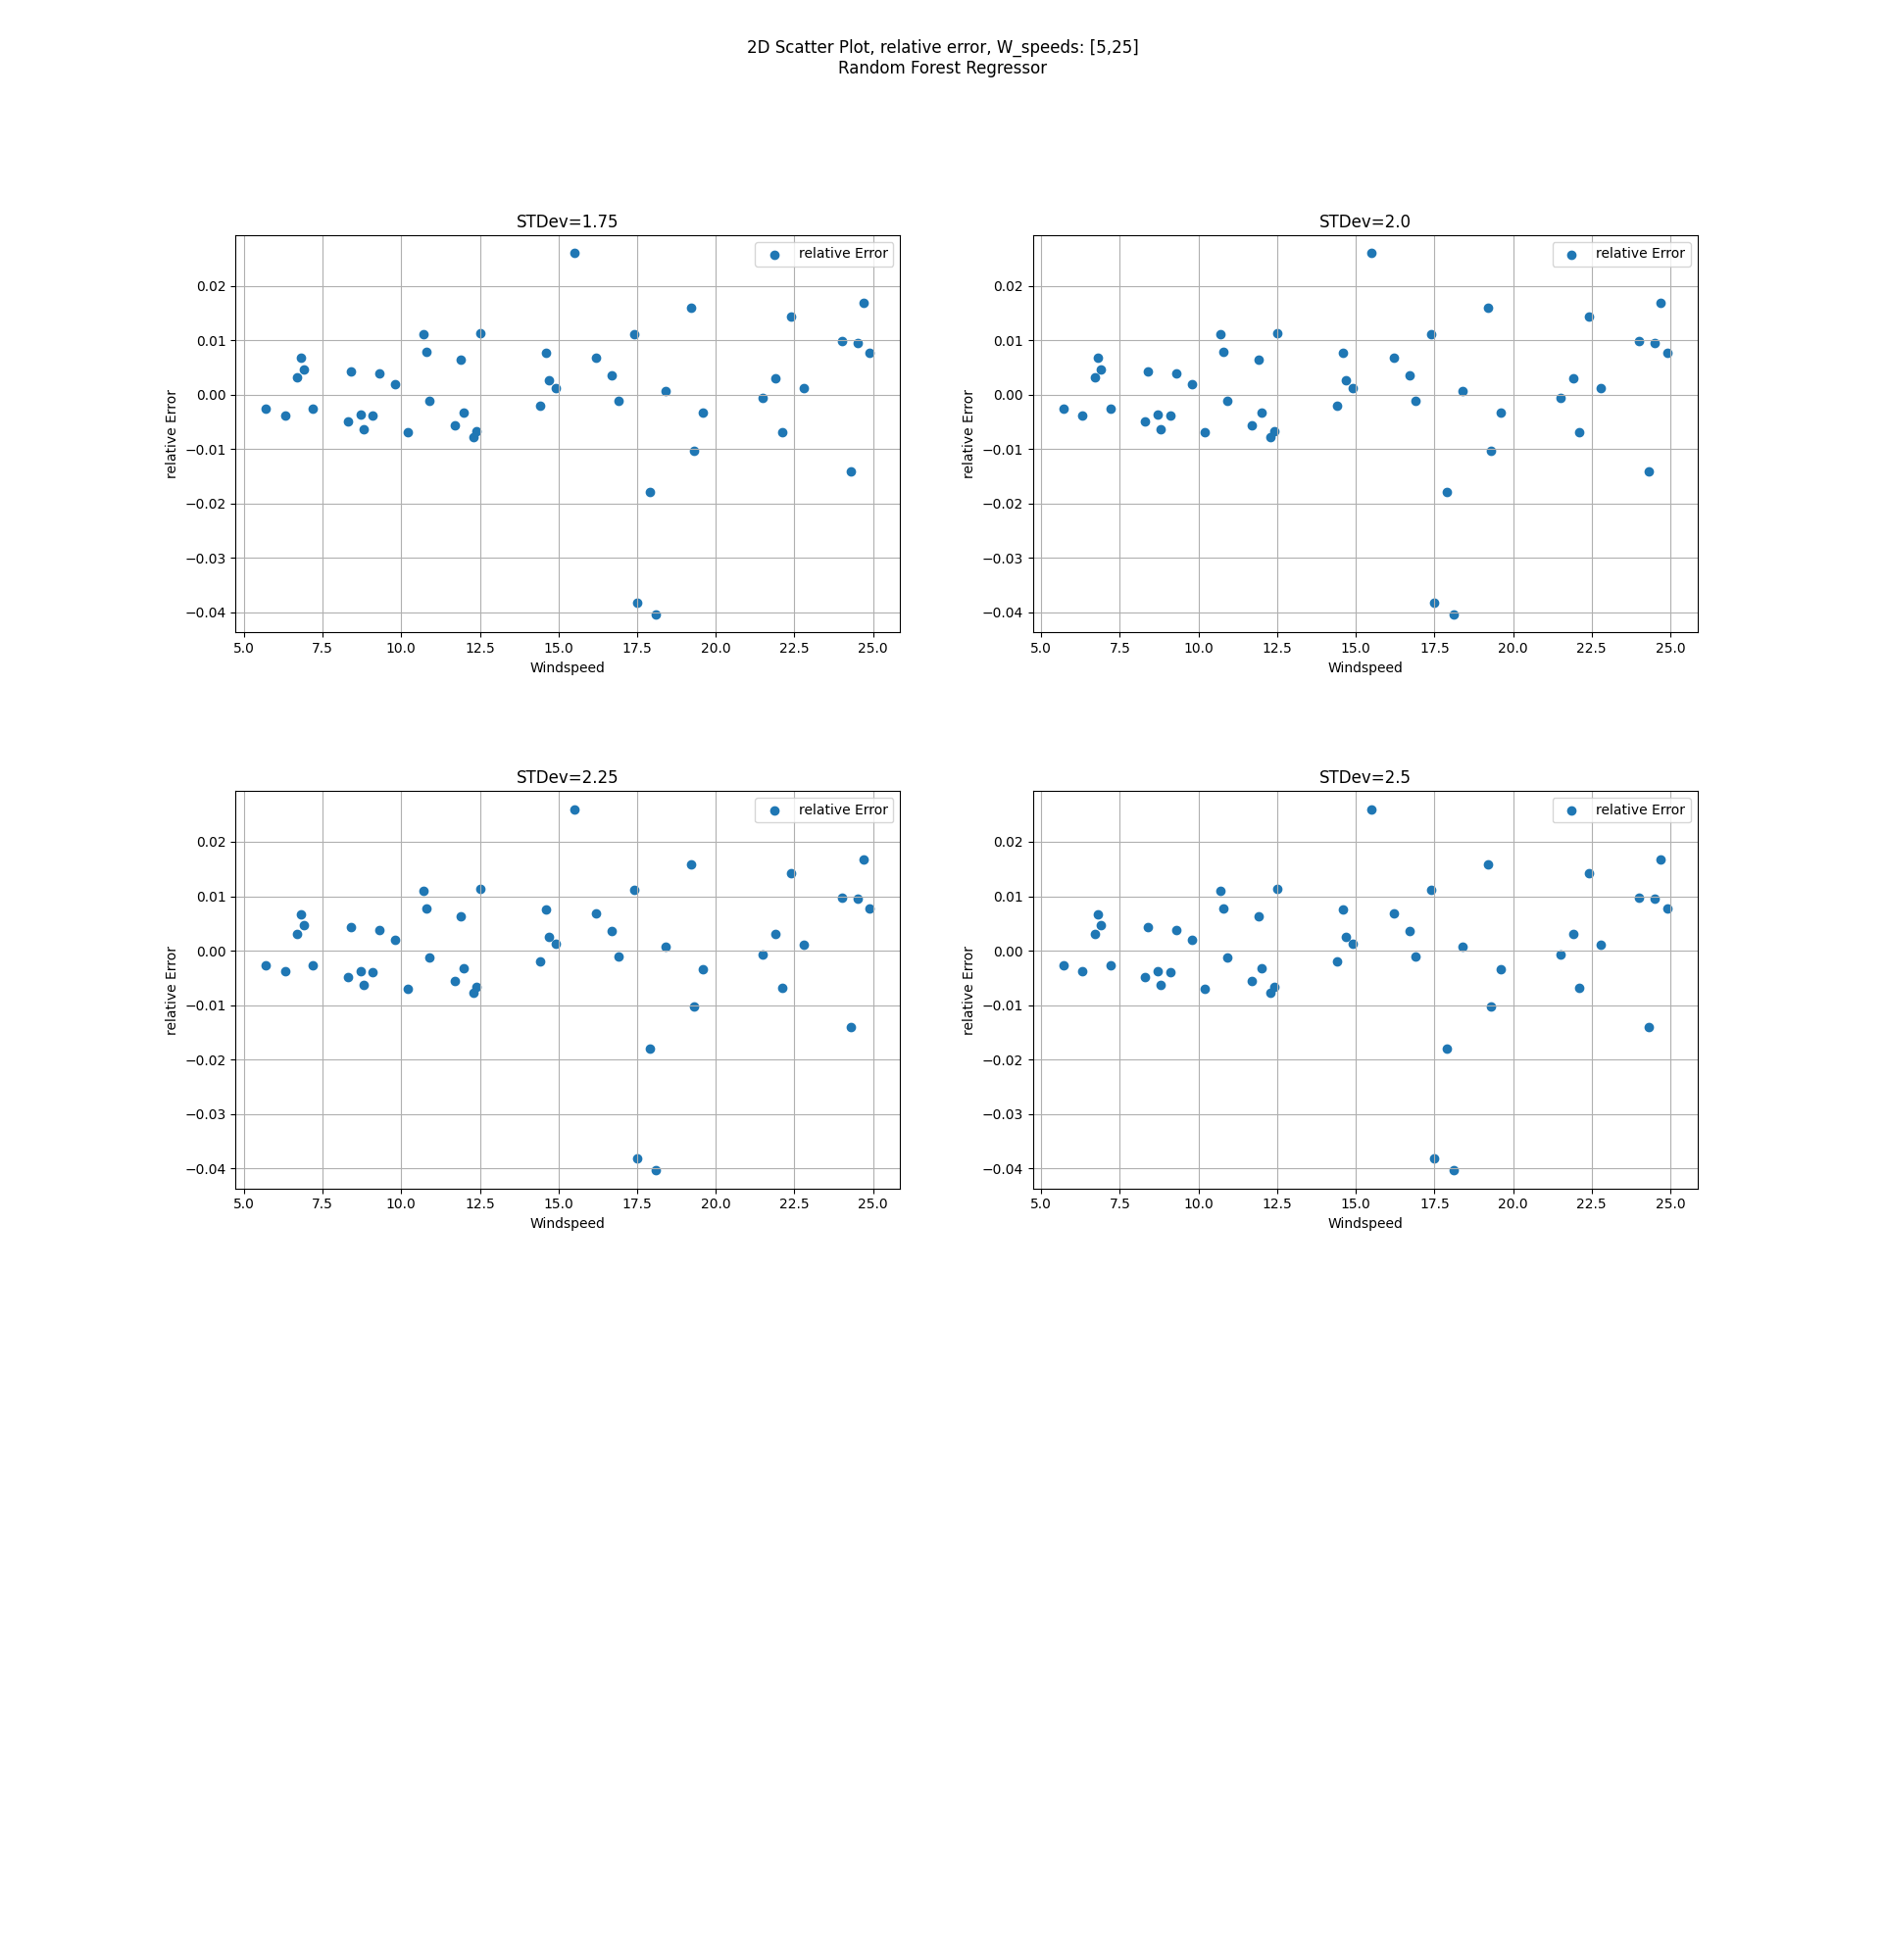 2D Scatter Plot, relative error, W_speeds: [5,25]
Random Forest Regressor
STDev=1.75
relative Error
0.02
0.01
0.00
−0.01
−0.02
−0.03
−0.04
relative Error
5.0 7.5 10.0 12.5 15.0 17.5 20.0 22.5 25.0
Windspeed
STDev=2.0
relative Error
0.02
0.01
0.00
−0.01
−0.02
−0.03
−0.04
relative Error
5.0 7.5 10.0 12.5 15.0 17.5 20.0 22.5 25.0
Windspeed
STDev=2.25
relative Error
0.02
0.01
0.00
−0.01
−0.02
−0.03
−0.04
relative Error
5.0 7.5 10.0 12.5 15.0 17.5 20.0 22.5 25.0
Windspeed
STDev=2.5
relative Error
0.02
0.01
0.00
−0.01
−0.02
−0.03
−0.04
relative Error
5.0 7.5 10.0 12.5 15.0 17.5 20.0 22.5 25.0
Windspeed